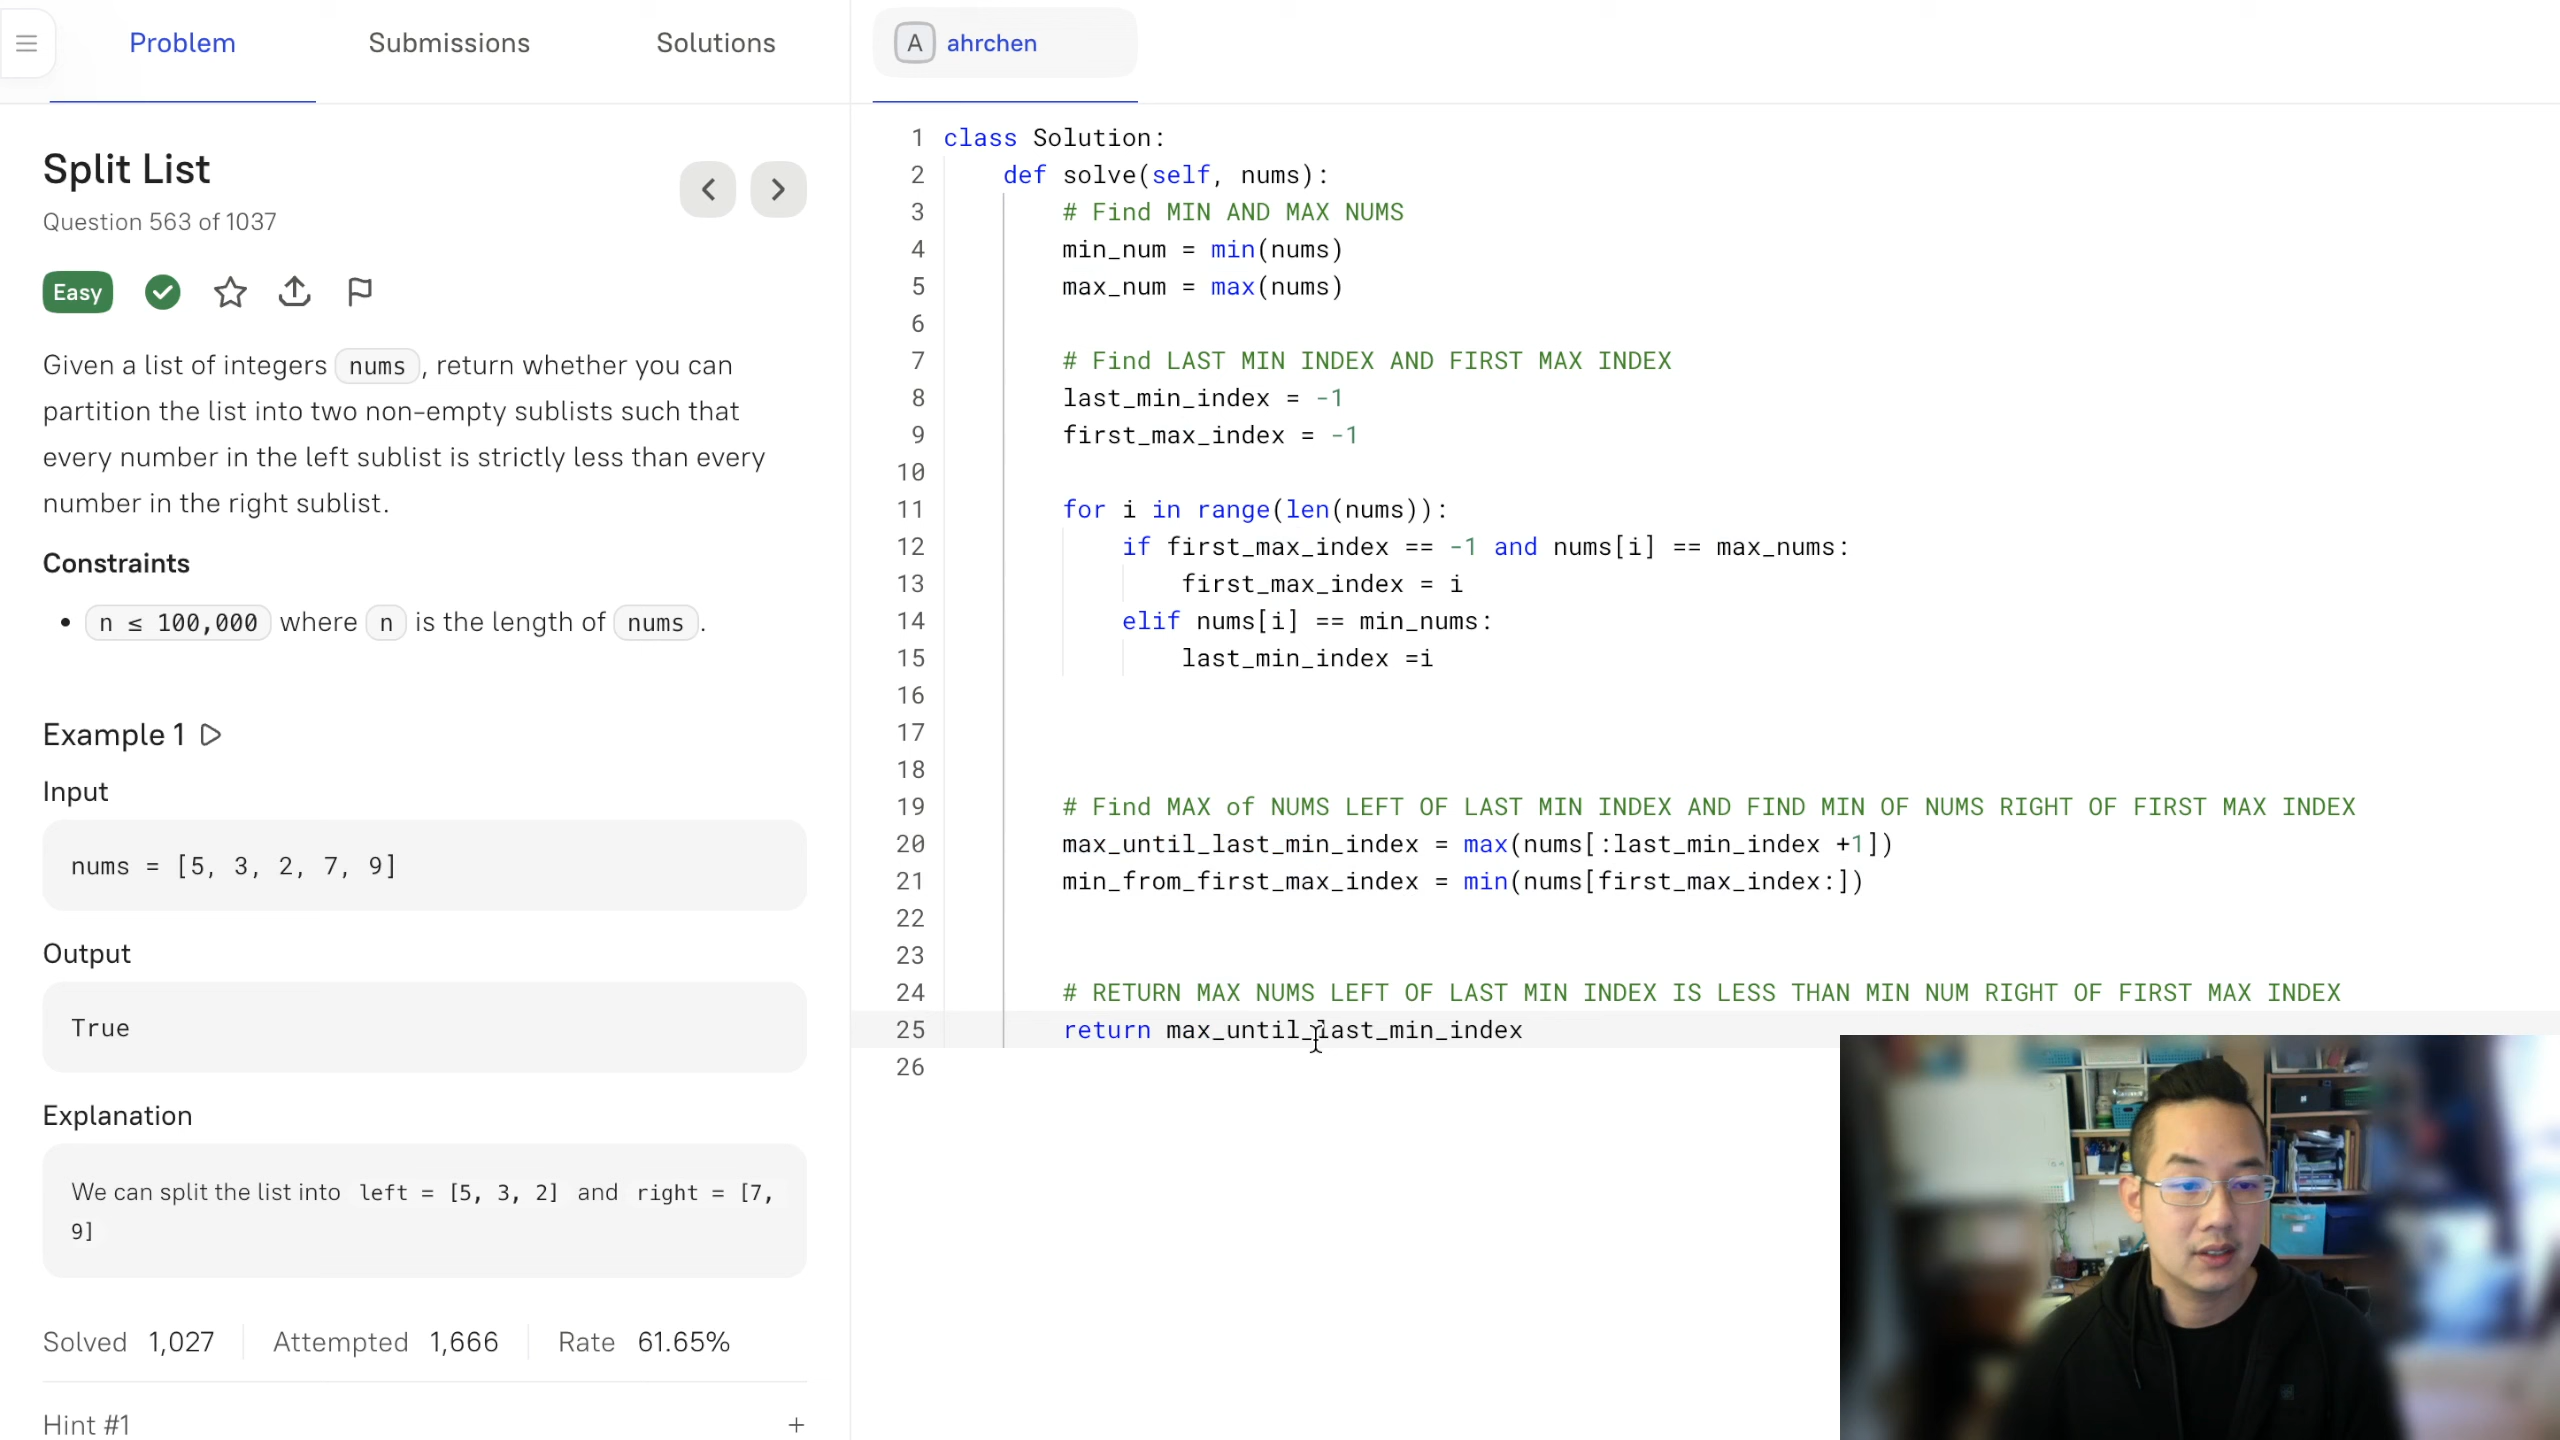 Problem
Submissions
Solutions
A ahrchen
Split List
Question 563 of 1037
Easy
Given a list of integers nums , return whether you can
partition the list into two non-empty sublists such that
every number in the left sublist is strictly less than every
number in the right sublist.
Constraints
• n ≤ 100,000 where n is the length of nums .
Example 1
Input
nums = [5, 3, 2, 7, 9]
Output
True
Explanation
We can split the list into left = [5, 3, 2] and right = [7,
9]
Solved 1,027 Attempted 1,666 Rate 61.65%
Hint #1 +
1 class Solution:
2 def solve(self, nums):
3 # Find MIN AND MAX NUMS
4 min_num = min(nums)
5 max_num = max(nums)
6
7 # Find LAST MIN INDEX AND FIRST MAX INDEX
8 last_min_index = -1
9 first_max_index = -1
10
11 for i in range(len(nums)):
12 if first_max_index == -1 and nums[i] == max_nums:
13 first_max_index = i
14 elif nums[i] == min_nums:
15 last_min_index =i
16
17
18
19 # Find MAX of NUMS LEFT OF LAST MIN INDEX AND FIND MIN OF NUMS RIGHT OF FIRST MAX INDEX
20 max_until_last_min_index = max(nums[:last_min_index +1])
21 min_from_first_max_index = min(nums[first_max_index:])
22
23
24 # RETURN MAX NUMS LEFT OF LAST MIN INDEX IS LESS THAN MIN NUM RIGHT OF FIRST MAX INDEX
25 return max_until_last_min_index
26